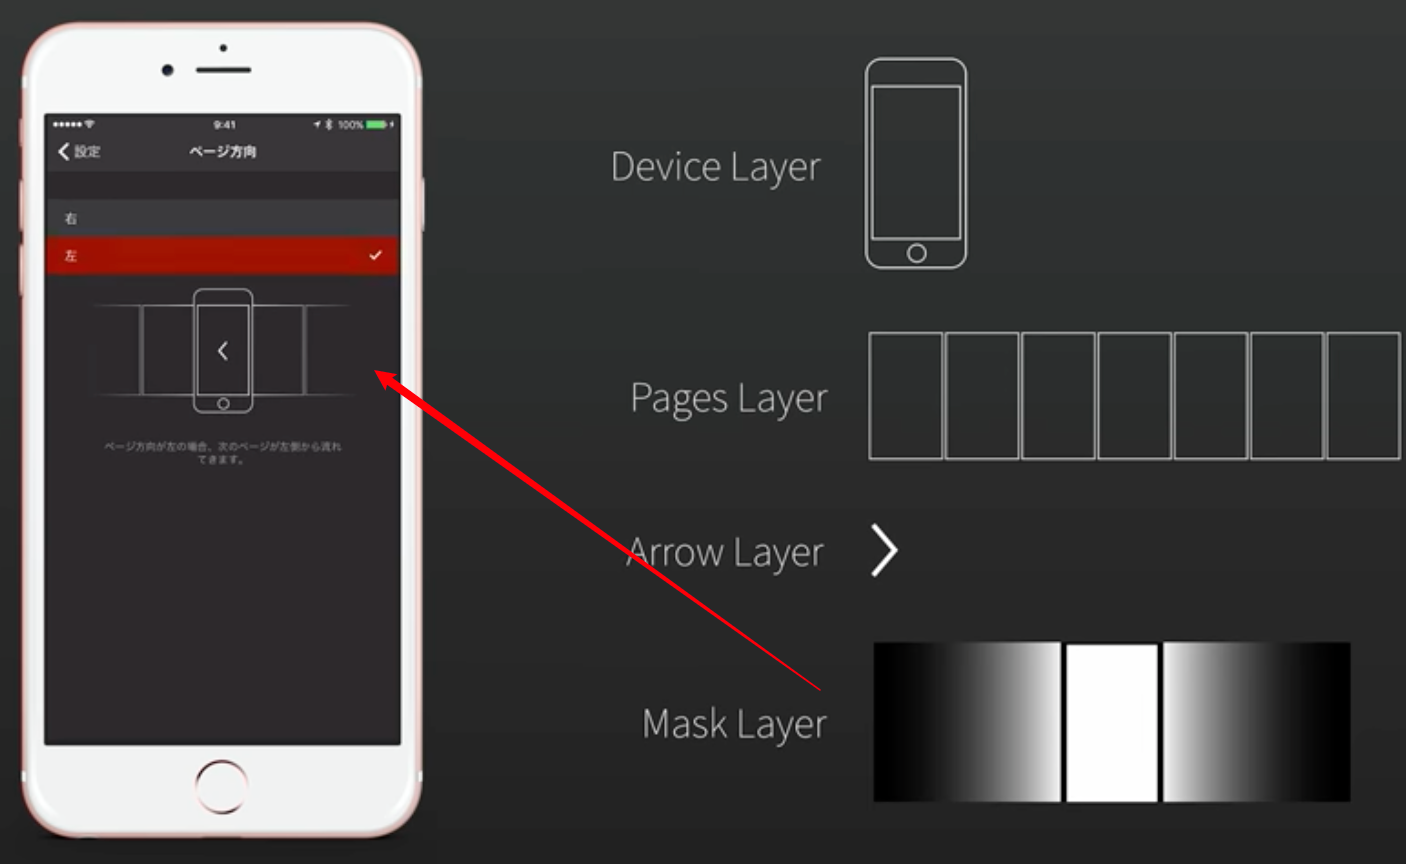 9:41
100%
設定
ページ方向
右
左
ページ方向が左の場合、次のページが左側から流れ
てきます。
Device Layer
Pages Layer
Arrow Layer
Mask Layer